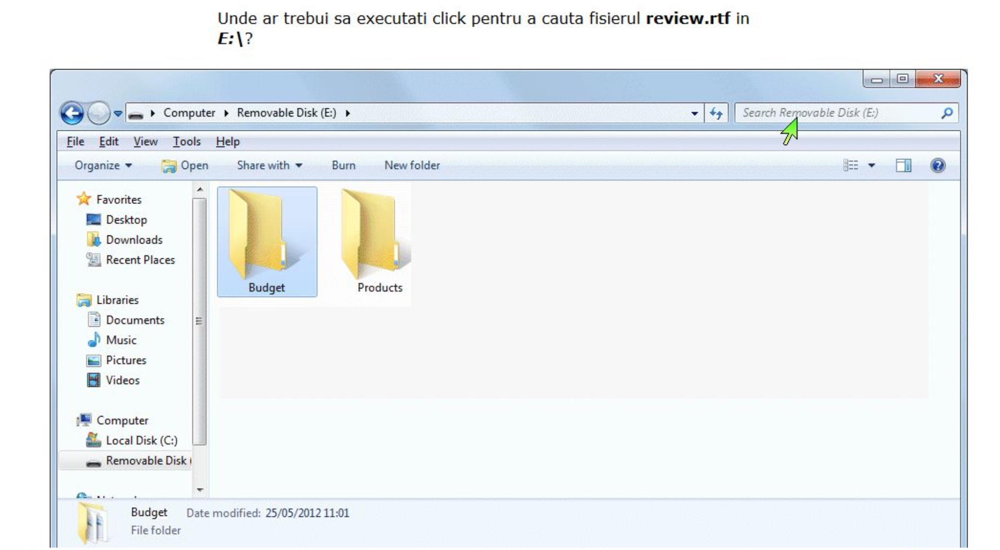 Unde ar trebui sa executati click pentru a cauta fisierul review.rtf in
E:\?
Computer Removable Disk (E:)
Search Removable Disk (E:)
File Edit View Tools Help
Organize Open Share with Burn New folder
Favorites
Desktop
Downloads
Recent Places
Libraries
Documents
Music
Pictures
Videos
Computer
Local Disk (C:)
Removable Disk
Budget
Products
Budget Date modified: 25/05/2012 11:01
File folder